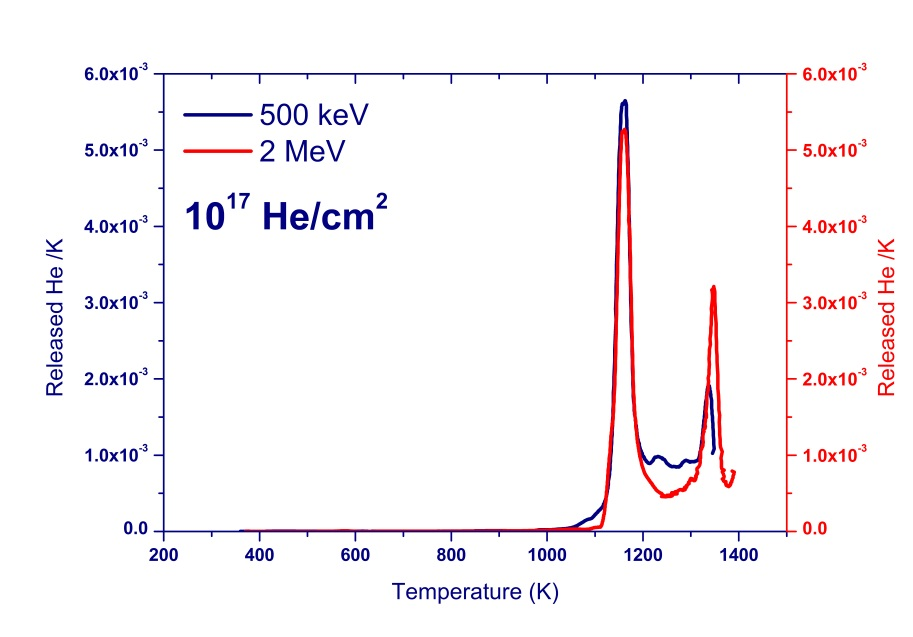 6.0x10⁻³
5.0x10⁻³
4.0x10⁻³
3.0x10⁻³
2.0x10⁻³
1.0x10⁻³
0.0
Released He /K
500 keV
2 MeV
10¹⁷ He/cm²
6.0x10⁻³
5.0x10⁻³
4.0x10⁻³
3.0x10⁻³
2.0x10⁻³
1.0x10⁻³
0.0
Released He /K
200 400 600 800 1000 1200 1400
Temperature (K)